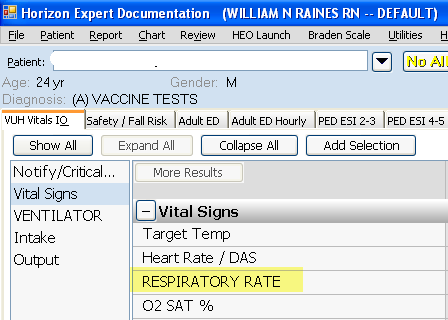 Horizon Expert Documentation (WILLIAM N RAINES RN -- DEFAULT)
File Patient Report Chart Review HEO Launch Braden Scale Utilities H
Patient: . No All
Age: 24 yr Gender: M
Diagnosis: (A) VACCINE TESTS
VUH Vitals IO Safety / Fall Risk Adult ED Adult ED Hourly PED ESI 2-3 PED ESI 4-5
Show All Expand All Collapse All Add Selection
Notify/Critical... More Results
Vital Signs
VENTILATOR
Intake
Output
Vital Signs
Target Temp
Heart Rate / DAS
RESPIRATORY RATE
O2 SAT %